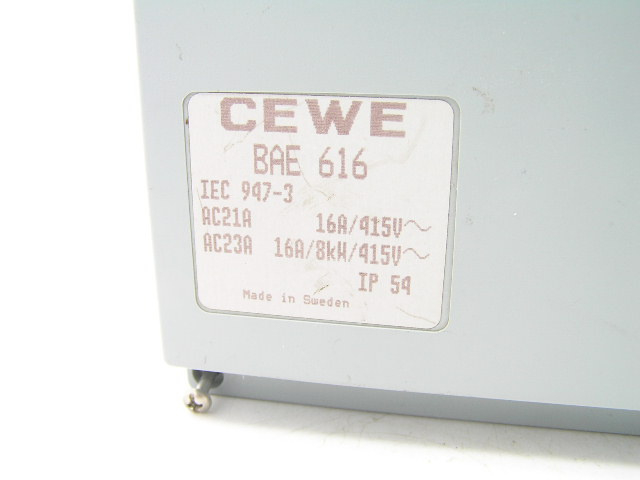 CEWE
BAE 616
IEC 947-3
AC21A 16A/415V~
AC23A 16A/8kW/415V~
IP 54
Made in Sweden